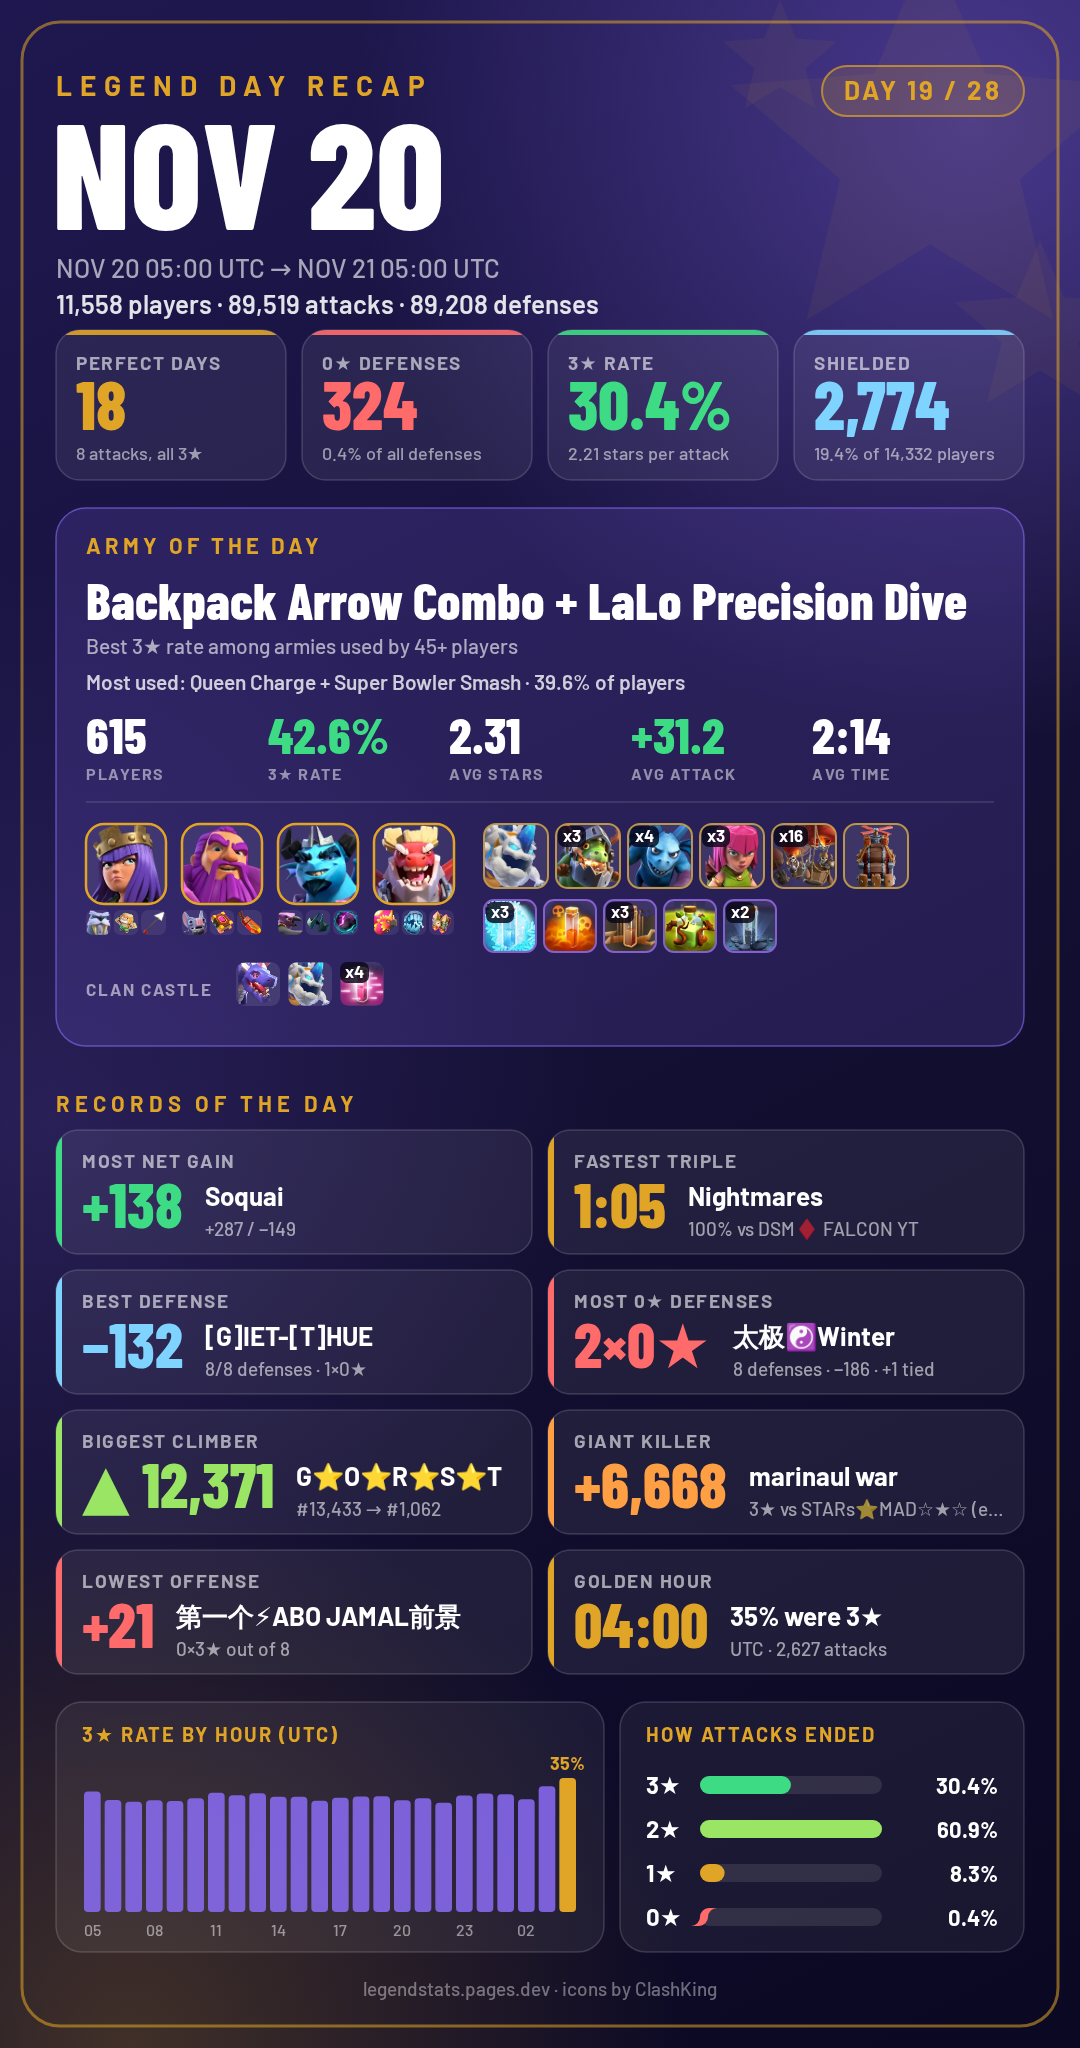 LEGEND DAY RECAP
DAY 19 / 28
NOV 20
NOV 20 05:00 UTC → NOV 21 05:00 UTC
11,558 players · 89,519 attacks · 89,208 defenses
PERFECT DAYS
18
8 attacks, all 3★
0★ DEFENSES
324
0.4% of all defenses
3★ RATE
30.4%
2.21 stars per attack
SHIELDED
2,774
19.4% of 14,332 players
ARMY OF THE DAY
Backpack Arrow Combo + LaLo Precision Dive
Best 3★ rate among armies used by 45+ players
Most used: Queen Charge + Super Bowler Smash · 39.6% of players
615
PLAYERS
42.6%
3★ RATE
2.31
AVG STARS
+31.2
AVG ATTACK
2:14
AVG TIME
x3 x4 x3 x16
x3 x3 x2
CLAN CASTLE
x4
RECORDS OF THE DAY
MOST NET GAIN
+138
Soquai
+287 / −149
FASTEST TRIPLE
1:05
Nightmares
100% vs DSM♦️ FALCON YT
BEST DEFENSE
−132
[G]IET-[T]HUE
8/8 defenses · 1×0★
MOST 0★ DEFENSES
2×0★
太极☯️Winter
8 defenses · −186 · +1 tied
BIGGEST CLIMBER
▲ 12,371
G⭐O⭐R⭐S⭐T
#13,433 → #1,062
GIANT KILLER
+6,668
marinaul war
3★ vs STARs⭐MAD☆★☆ (e…
LOWEST OFFENSE
+21
第一个⚡ABO JAMAL前景
0×3★ out of 8
GOLDEN HOUR
04:00
35% were 3★
UTC · 2,627 attacks
3★ RATE BY HOUR (UTC)
35%
05 08 11 14 17 20 23 02
HOW ATTACKS ENDED
3★ 30.4%
2★ 60.9%
1★ 8.3%
0★ 0.4%
legendstats.pages.dev · icons by ClashKing